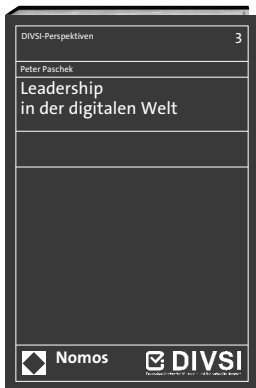 DIVSI-Perspektiven 3
Peter Paschek
Leadership
in der digitalen Welt
Nomos
DIVSI